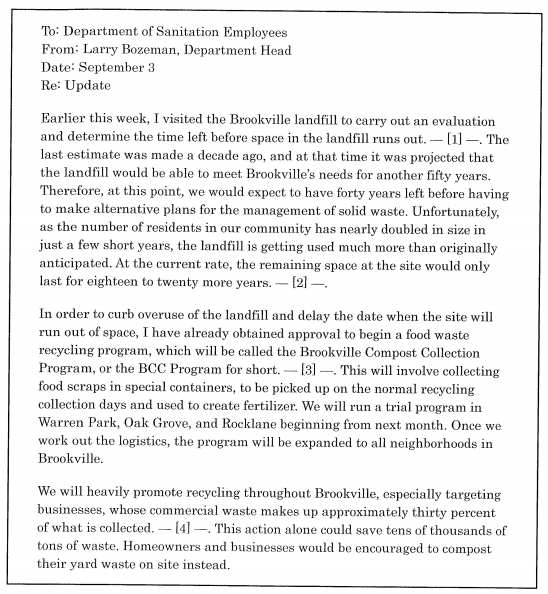 To: Department of Sanitation Employees
From: Larry Bozeman, Department Head
Date: September 3
Re: Update
Earlier this week, I visited the Brookville landfill to carry out an evaluation
and determine the time left before space in the landfill runs out. — [1] —. The
last estimate was made a decade ago, and at that time it was projected that
the landfill would be able to meet Brookville's needs for another fifty years.
Therefore, at this point, we would expect to have forty years left before having
to make alternative plans for the management of solid waste. Unfortunately,
as the number of residents in our community has nearly doubled in size in
just a few short years, the landfill is getting used much more than originally
anticipated. At the current rate, the remaining space at the site would only
last for eighteen to twenty more years. — [2] —.
In order to curb overuse of the landfill and delay the date when the site will
run out of space, I have already obtained approval to begin a food waste
recycling program, which will be called the Brookville Compost Collection
Program, or the BCC Program for short. — [3] —. This will involve collecting
food scraps in special containers, to be picked up on the normal recycling
collection days and used to create fertilizer. We will run a trial program in
Warren Park, Oak Grove, and Rocklane beginning from next month. Once we
work out the logistics, the program will be expanded to all neighborhoods in
Brookville.
We will heavily promote recycling throughout Brookville, especially targeting
businesses, whose commercial waste makes up approximately thirty percent
of what is collected. — [4] —. This action alone could save tens of thousands of
tons of waste. Homeowners and businesses would be encouraged to compost
their yard waste on site instead.